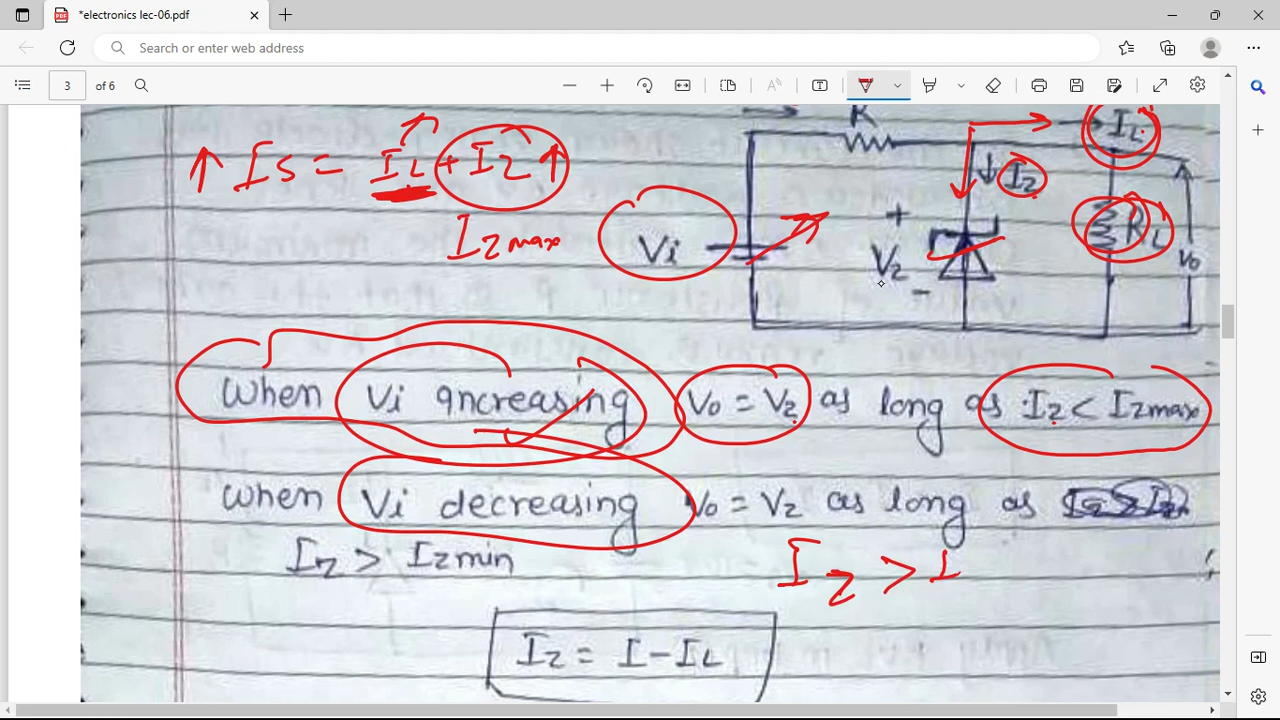 *electronics lec-06.pdf
Search or enter web address
3 of 6
R
IL
↑ Is = IL + Iz ↑
Iz
Iz max
Vi
+
Vz
-
RL
Vo
When Vi increasing Vo = Vz as long as Iz < Izmax
When Vi decreasing Vo = Vz as long as
Iz > Izmin
Iz > I
Iz = I - IL